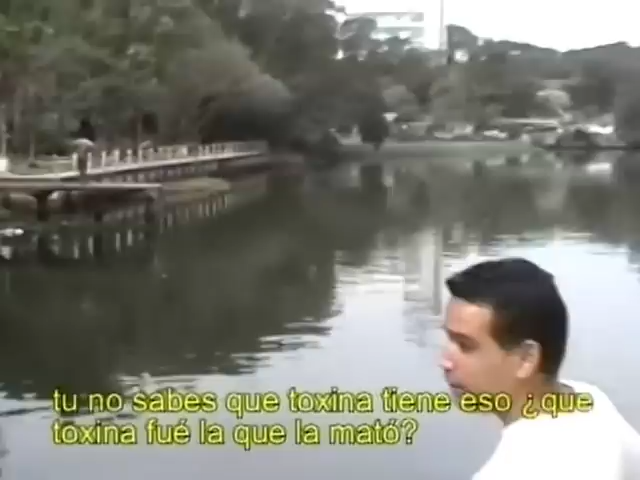 tu no sabes que toxina tiene eso ¿que
toxina fué la que la mató?